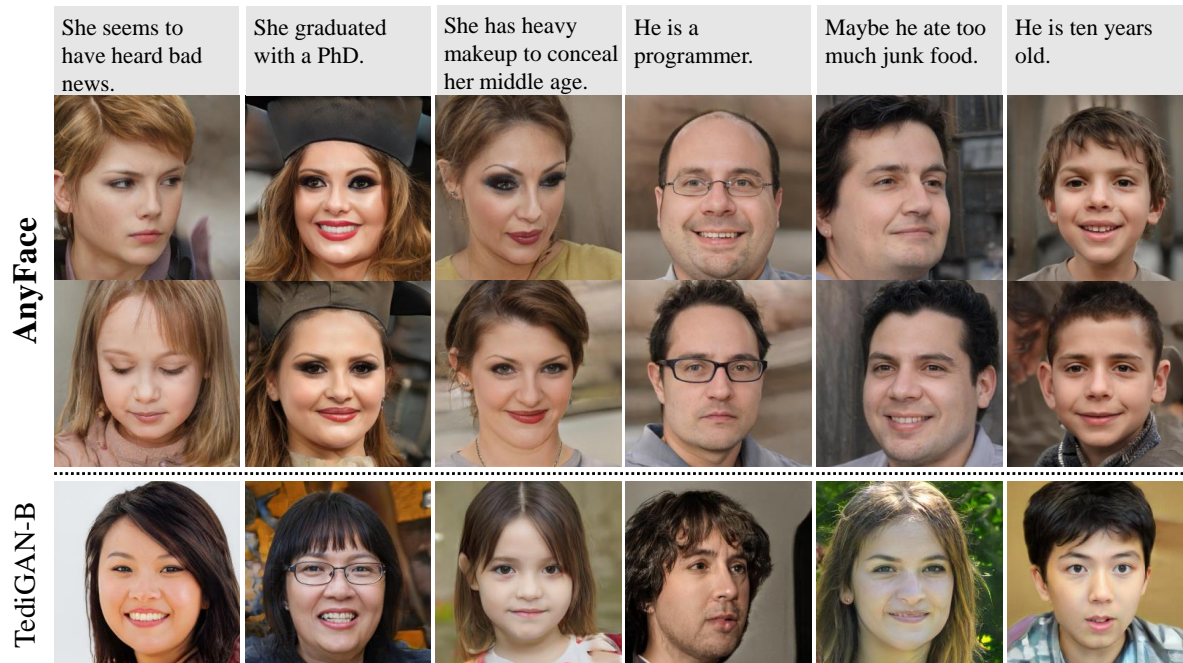 She seems to
have heard bad
news.
She graduated
with a PhD.
She has heavy
makeup to conceal
her middle age.
He is a
programmer.
Maybe he ate too
much junk food.
He is ten years
old.
AnyFace
TediGAN-B